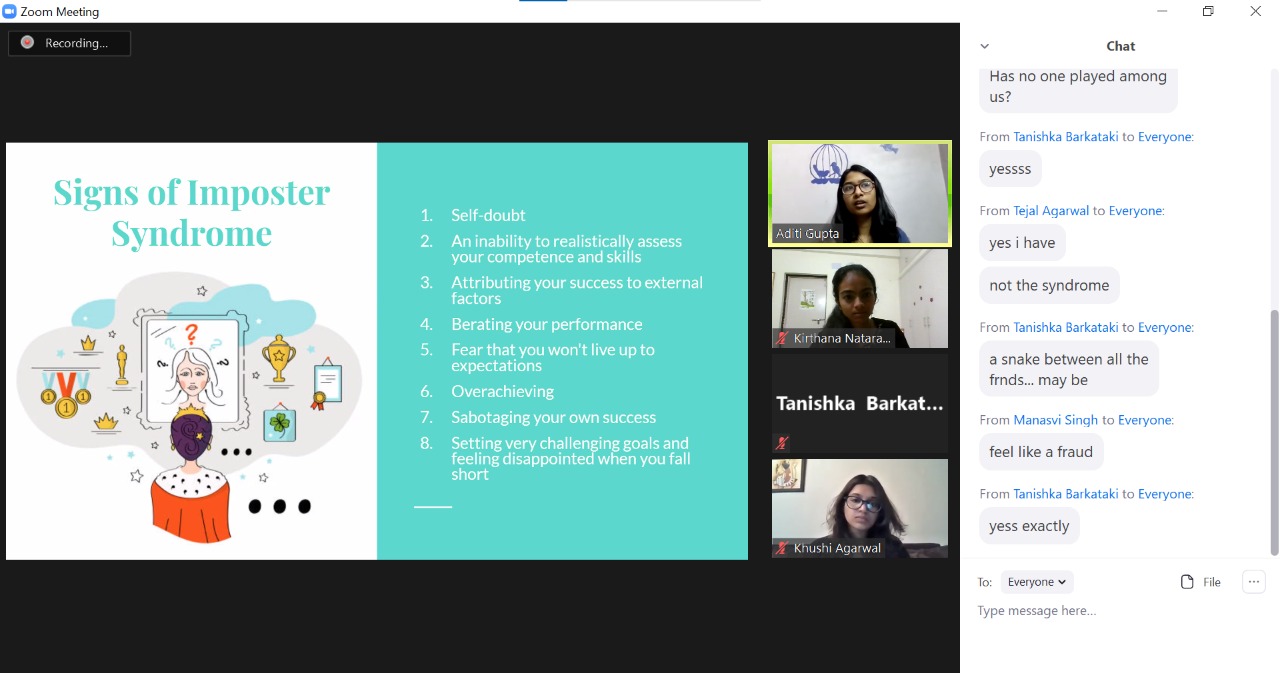 Zoom Meeting
Recording...
Signs of Imposter
Syndrome
1. Self-doubt
2. An inability to realistically assess
your competence and skills
3. Attributing your success to external
factors
4. Berating your performance
5. Fear that you won't live up to
expectations
6. Overachieving
7. Sabotaging your own success
8. Setting very challenging goals and
feeling disappointed when you fall
short
Aditi Gupta
Kirthana Natara...
Tanishka Barkat...
Khushi Agarwal
Chat
Has no one played among
us?
From Tanishka Barkataki to Everyone:
yessss
From Tejal Agarwal to Everyone:
yes i have
not the syndrome
From Tanishka Barkataki to Everyone:
a snake between all the
frnds... may be
From Manasvi Singh to Everyone:
feel like a fraud
From Tanishka Barkataki to Everyone:
yess exactly
To: Everyone File ...
Type message here...